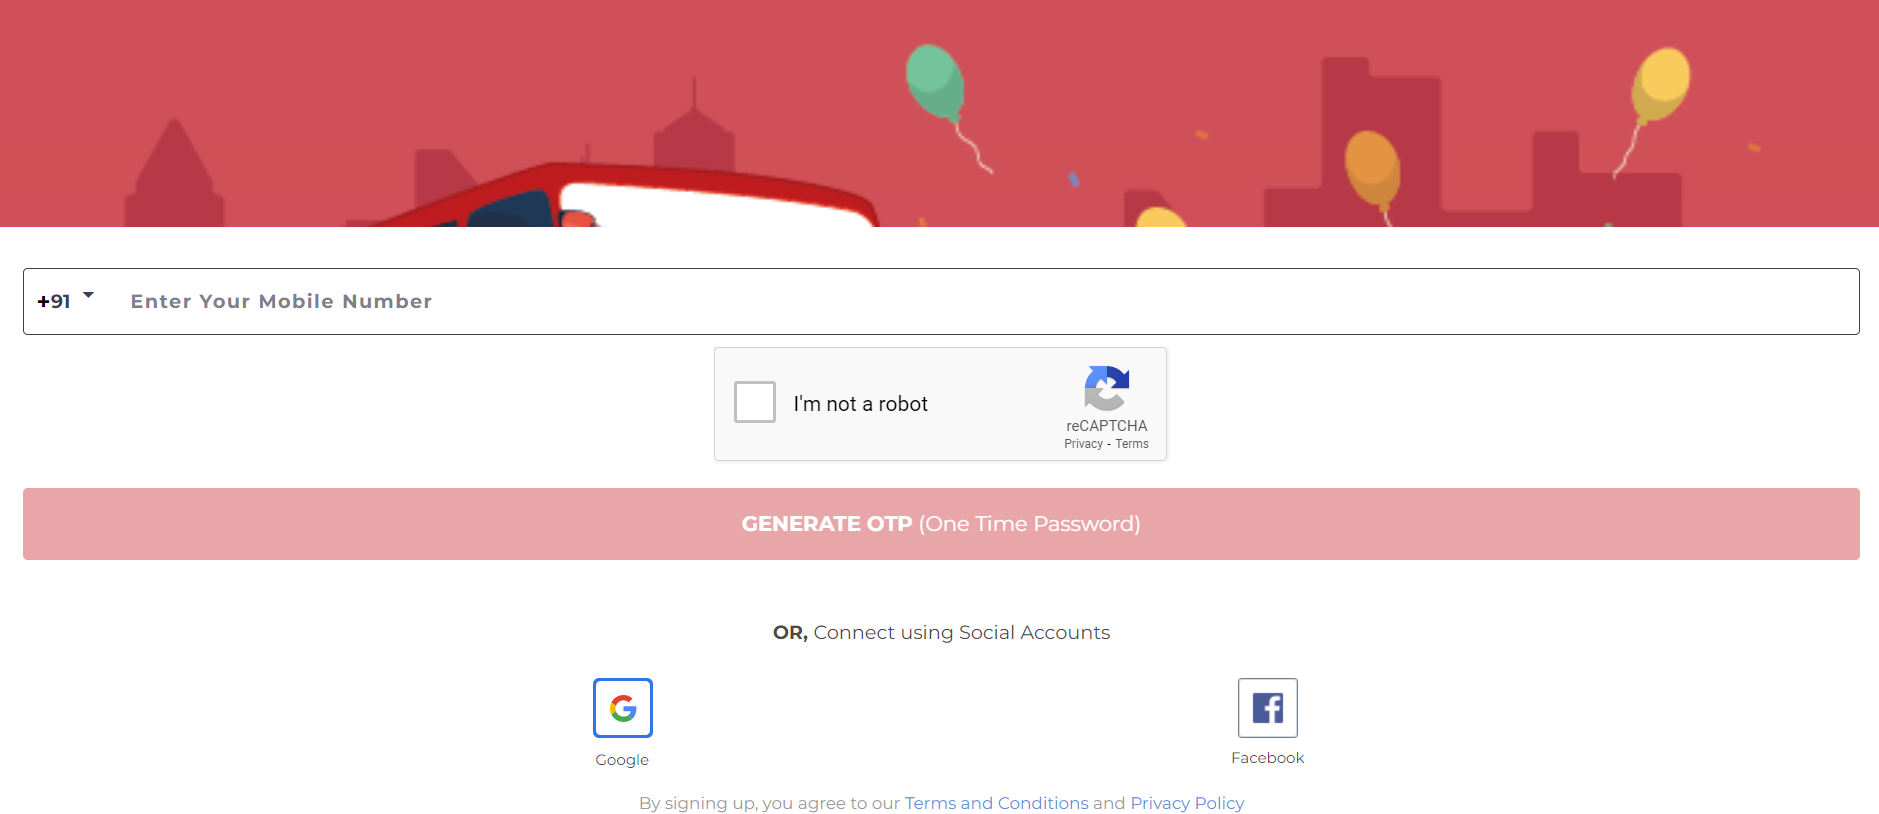 +91 Enter Your Mobile Number
I'm not a robot
reCAPTCHA
Privacy - Terms
GENERATE OTP (One Time Password)
OR, Connect using Social Accounts
Google
Facebook
By signing up, you agree to our Terms and Conditions and Privacy Policy